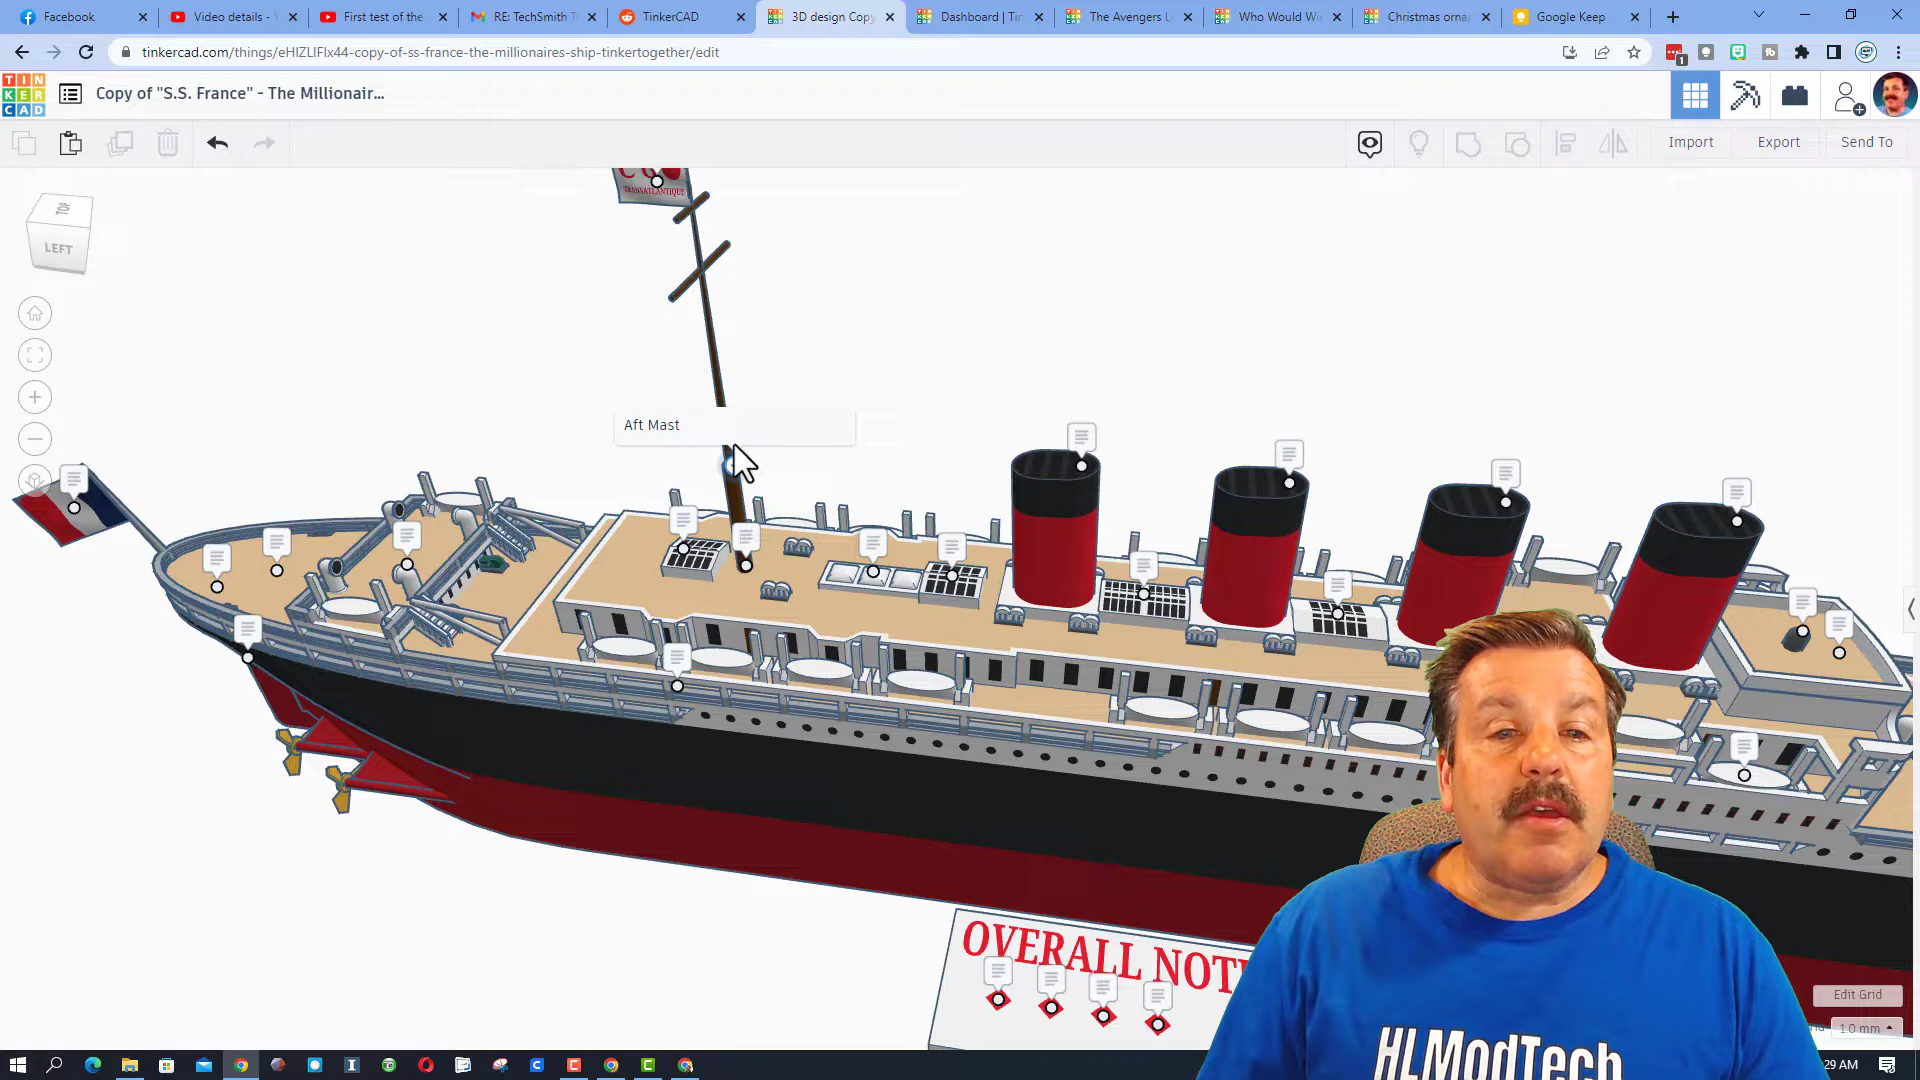 Facebook
Video details -
First test of the
RE: TechSmith T
TinkerCAD
3D design Copy
Dashboard | Tin
The Avengers L
Who Would Wi
Christmas orna
Google Keep
tinkercad.com/things/eHIZLIFlx44-copy-of-ss-france-the-millionaires-ship-tinkertogether/edit
1
TIN
KER
CAD
Copy of "S.S. France" - The Millionair...
Import
Export
Send To
TOP
LEFT
TRANSATLANTIQUE
Aft Mast
OVERALL NOT
HLModTech
Edit Grid
1.0 mm
:29 AM